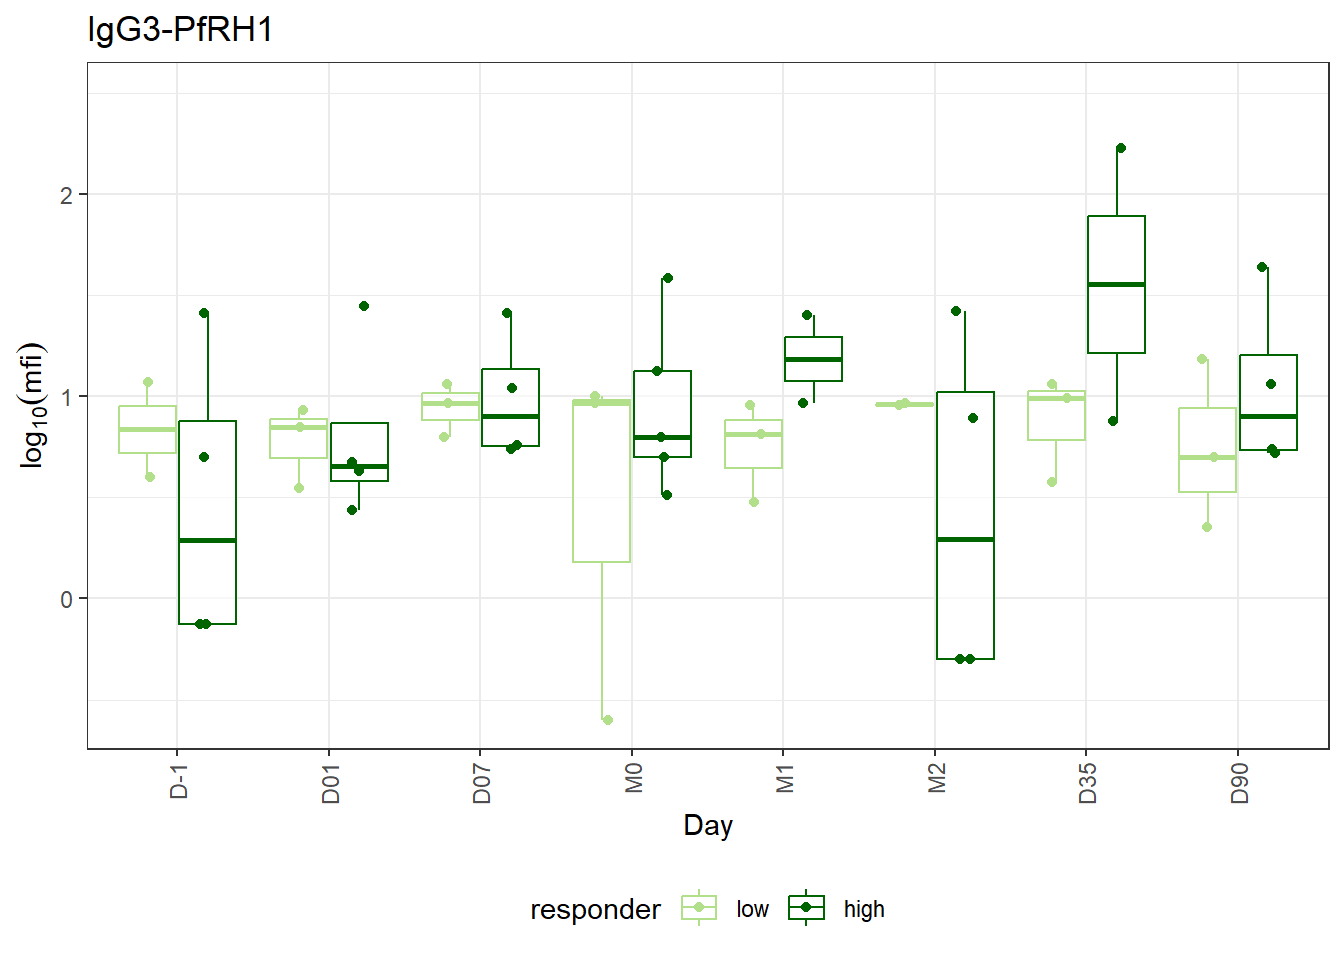 IgG3-PfRH1
log10(mfi)
2
1
0
D-1 D01 D07 M0 M1 M2 D35 D90
Day
responder low high